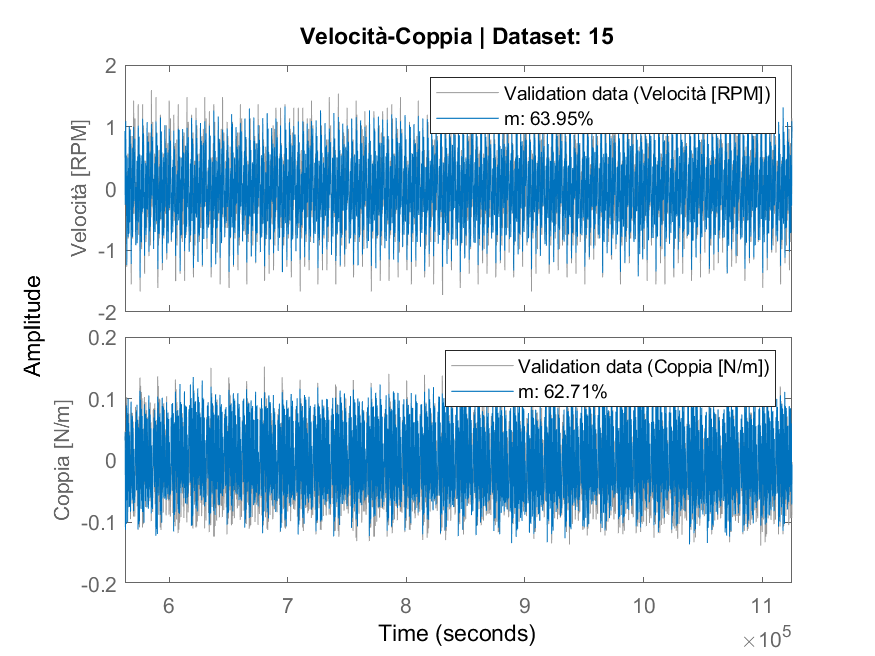 Velocità-Coppia | Dataset: 15
Amplitude
Velocità [RPM]
2
1
0
-1
-2
Validation data (Velocità [RPM])
m: 63.95%
Coppia [N/m]
0.2
0.1
0
-0.1
-0.2
Validation data (Coppia [N/m])
m: 62.71%
6 7 8 9 10 11
Time (seconds)
×10⁵